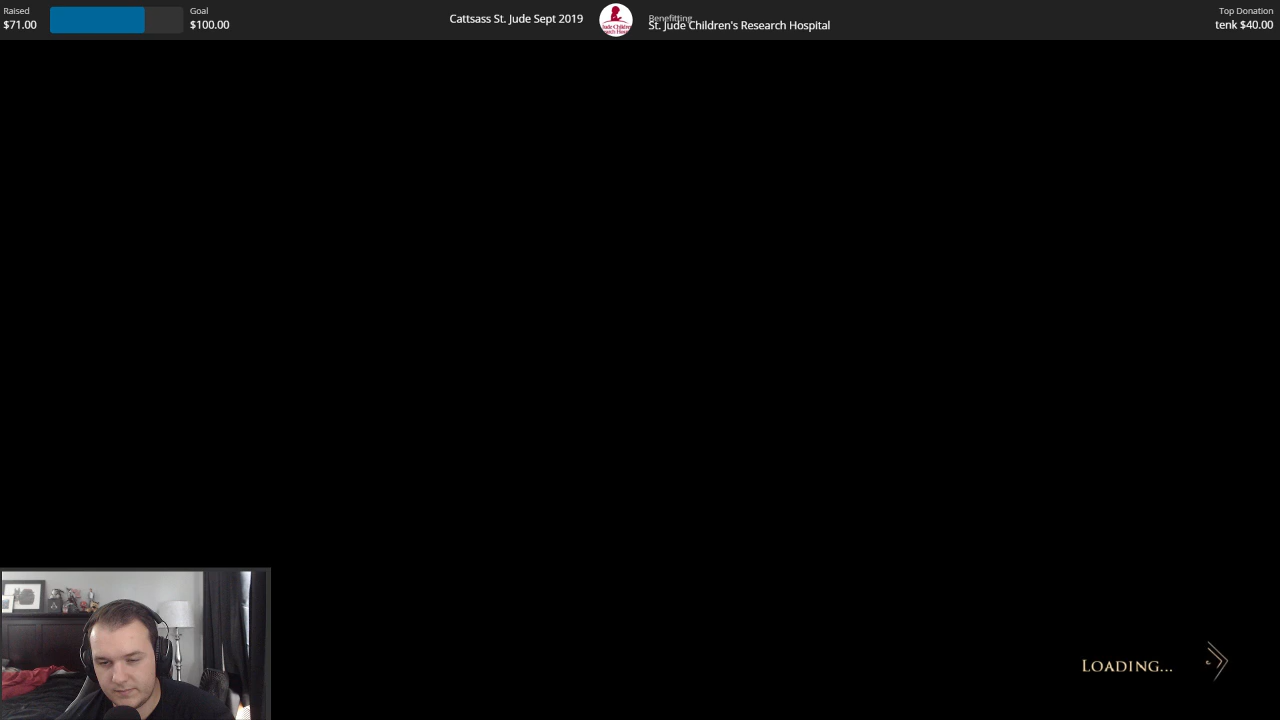 Raised
$71.00
Goal
$100.00
Cattsass St. Jude Sept 2019
Benefitting
St. Jude Children's Research Hospital
Top Donation
tenk $40.00
LOADING...